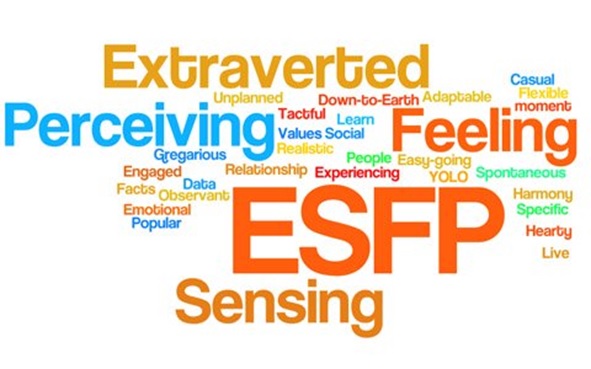 Extraverted
Casual
Unplanned Down-to-Earth Adaptable Flexible
Perceiving Tactful Learn Feeling moment
Values Social
Realistic
Gregarious People Easy-going
Engaged Relationship Experiencing YOLO Spontaneous
Facts Data
Observant ESFP Harmony
Emotional Specific
Popular Hearty
Live
Sensing